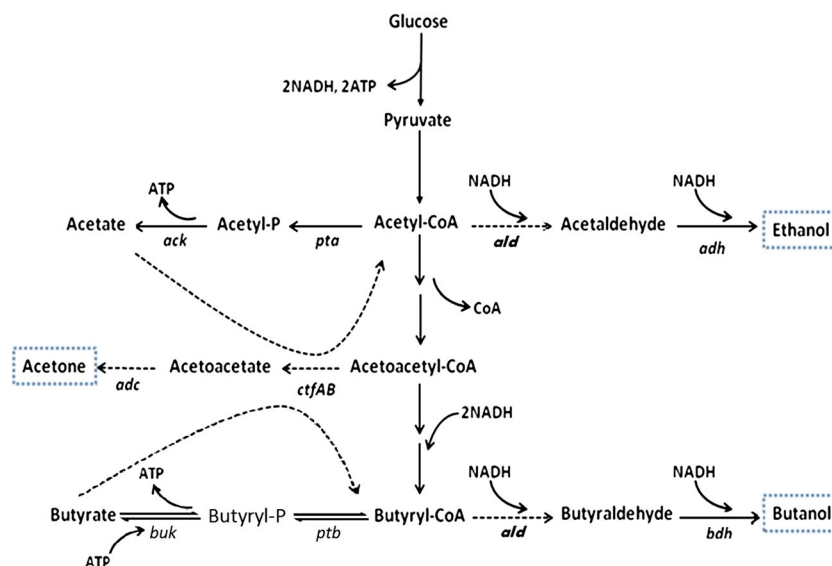 Glucose
2NADH, 2ATP
Pyruvate
ATP
NADH
NADH
Acetate
Acetyl-P
Acetyl-CoA
Acetaldehyde
Ethanol
ack
pta
ald
adh
CoA
Acetone
Acetoacetate
Acetoacetyl-CoA
adc
ctfAB
2NADH
ATP
NADH
NADH
Butyrate
Butyryl-P
Butyryl-CoA
Butyraldehyde
Butanol
buk
ptb
ald
bdh
ATP